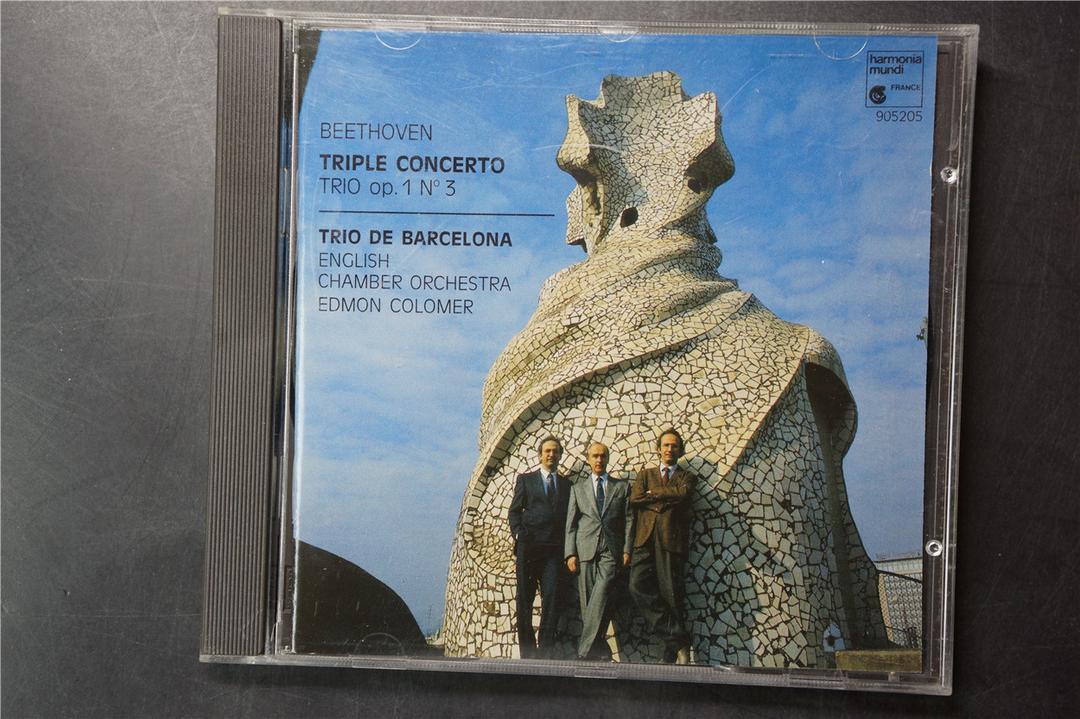 BEETHOVEN
TRIPLE CONCERTO
TRIO op. 1 Nº 3
TRIO DE BARCELONA
ENGLISH
CHAMBER ORCHESTRA
EDMON COLOMER
harmonia
mundi
FRANCE
905205